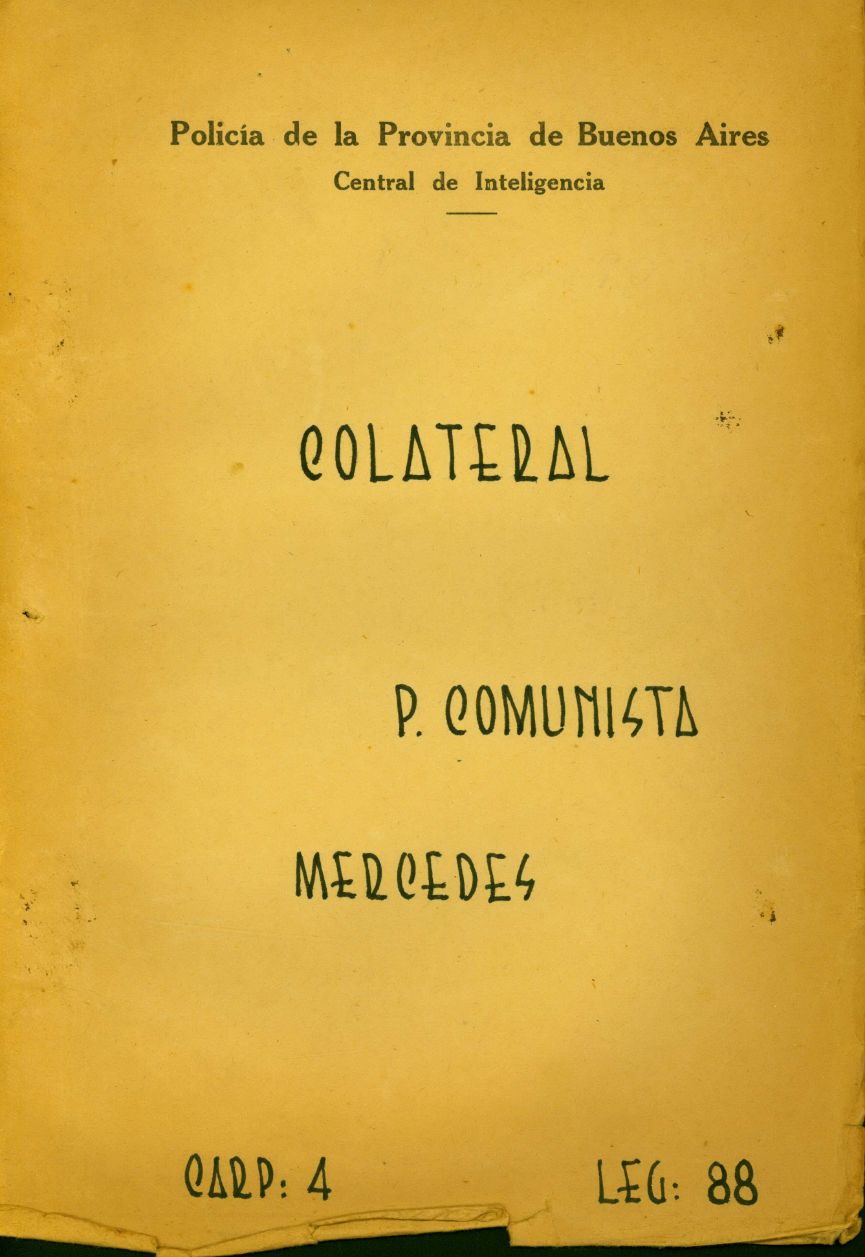 Policía de la Provincia de Buenos Aires
Central de Inteligencia
COLATERAL
P. COMUNISTA
MERCEDES
CARP: 4 LEG: 88